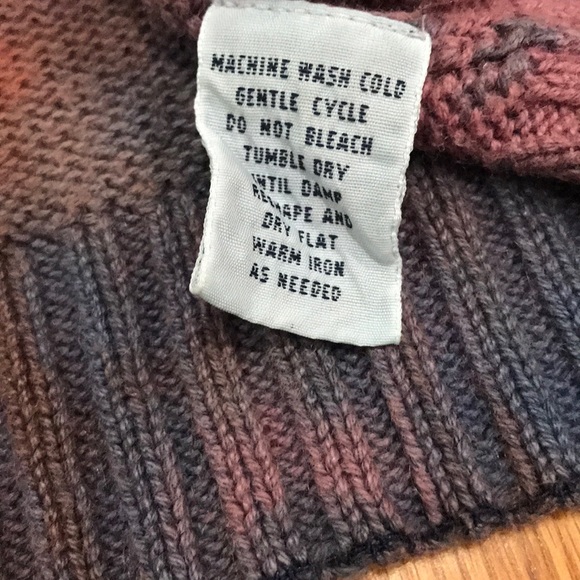 MACHINE WASH COLD
GENTLE CYCLE
DO NOT BLEACH
TUMBLE DRY
UNTIL DAMP
RESHAPE AND
DRY FLAT
WARM IRON
AS NEEDED